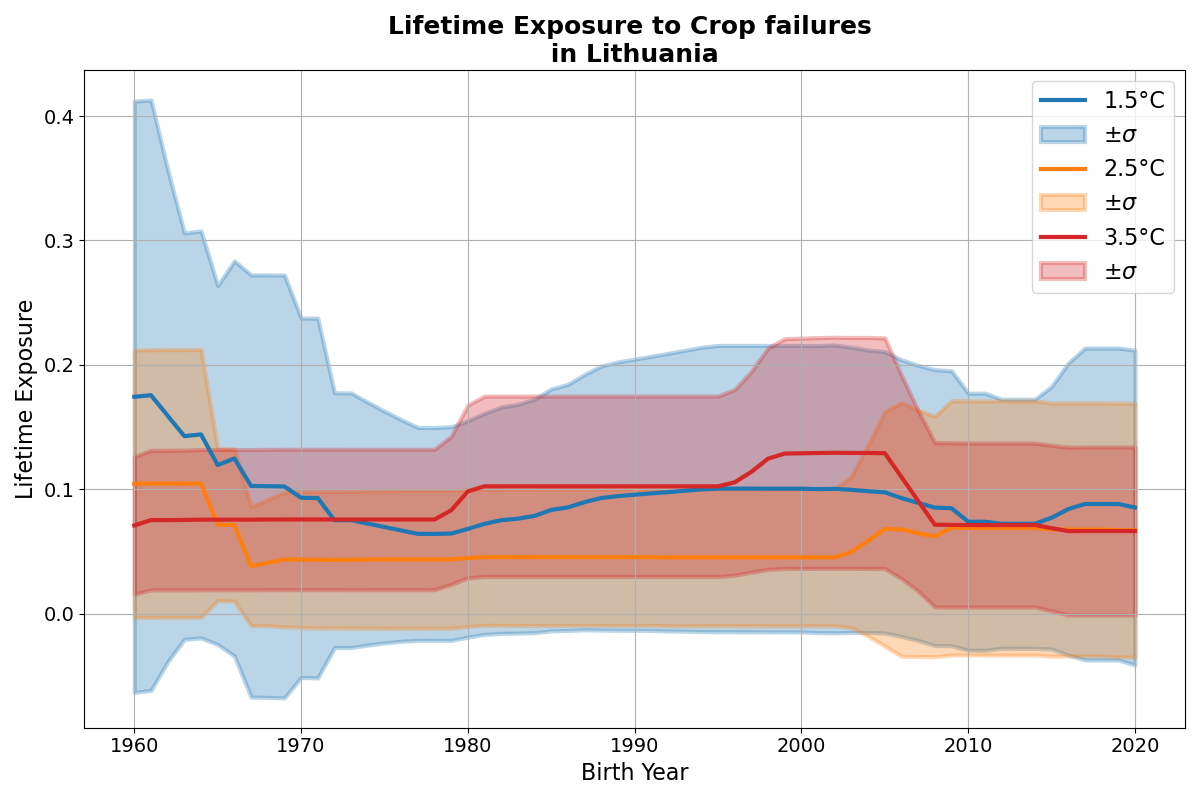 Lifetime Exposure to Crop failures
in Lithuania
Lifetime Exposure
0.4
0.3
0.2
0.1
0.0
1960
1970
1980
1990
2000
2010
2020
Birth Year
1.5°C
±σ
2.5°C
±σ
3.5°C
±σ